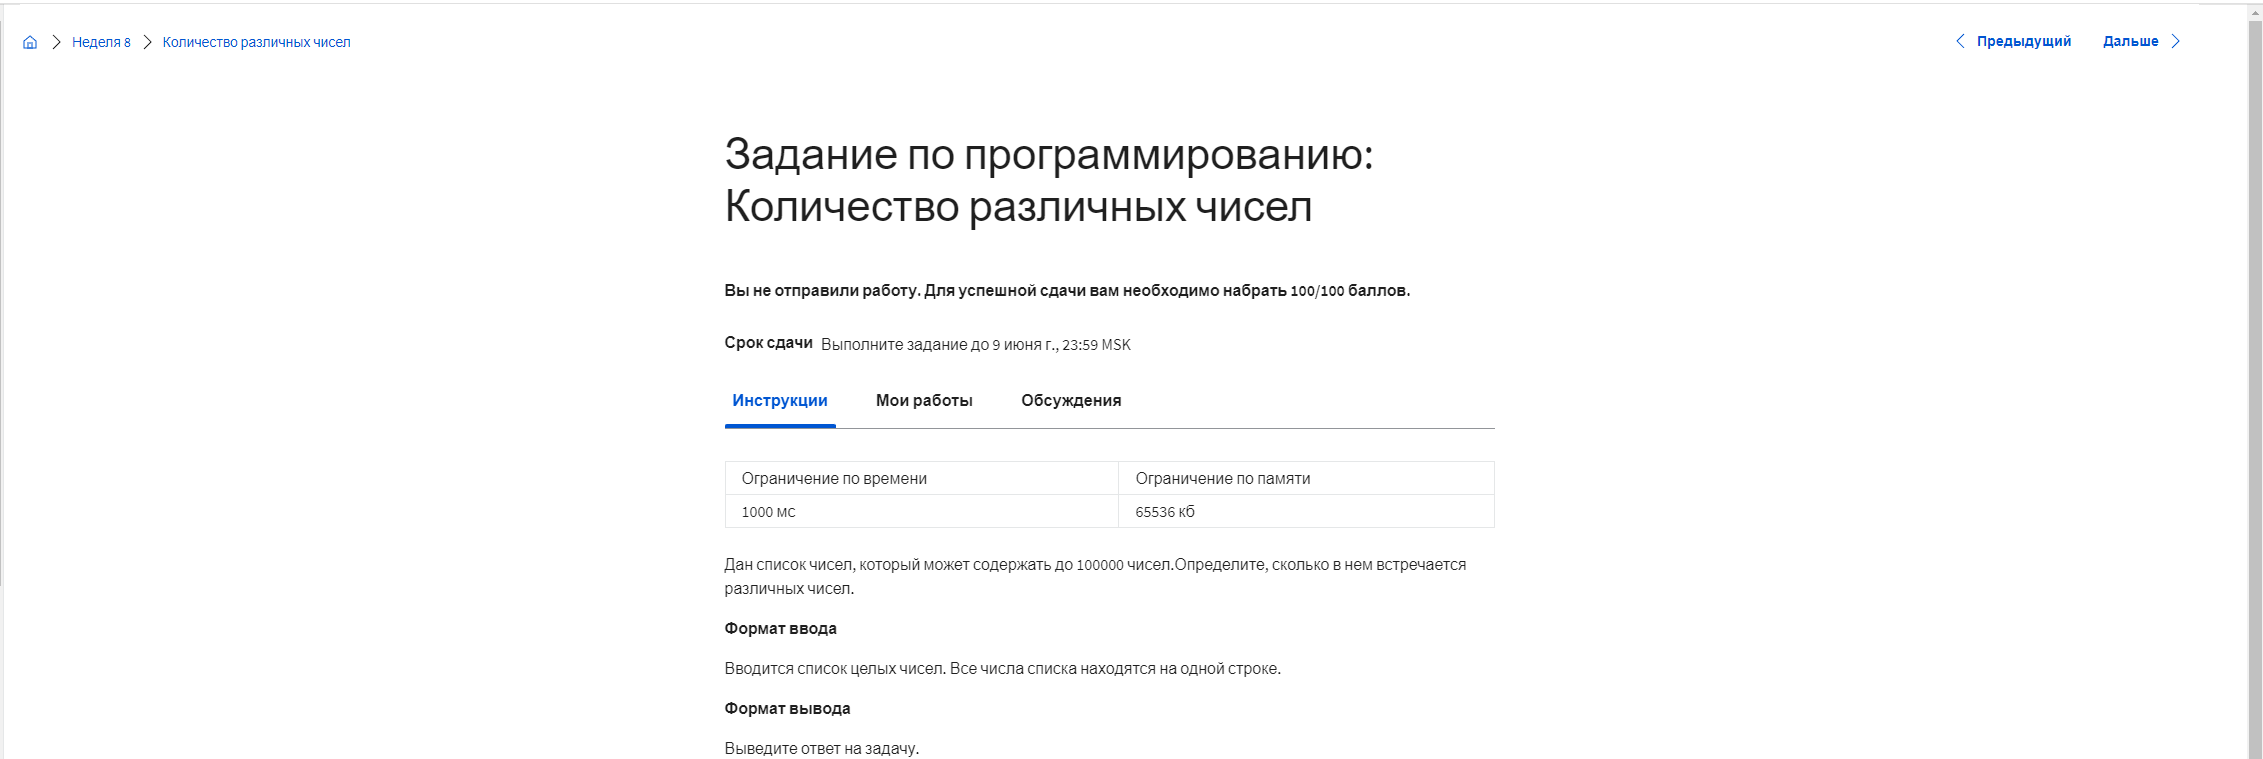 Неделя 8 Количество различных чисел Предыдущий Дальше
Задание по программированию:
Количество различных чисел
Вы не отправили работу. Для успешной сдачи вам необходимо набрать 100/100 баллов.
Срок сдачи Выполните задание до 9 июня г., 23:59 MSK
Инструкции Мои работы Обсуждения
Ограничение по времени Ограничение по памяти
1000 мс 65536 кб
Дан список чисел, который может содержать до 100000 чисел.Определите, сколько в нем встречается
различных чисел.
Формат ввода
Вводится список целых чисел. Все числа списка находятся на одной строке.
Формат вывода
Выведите ответ на задачу.